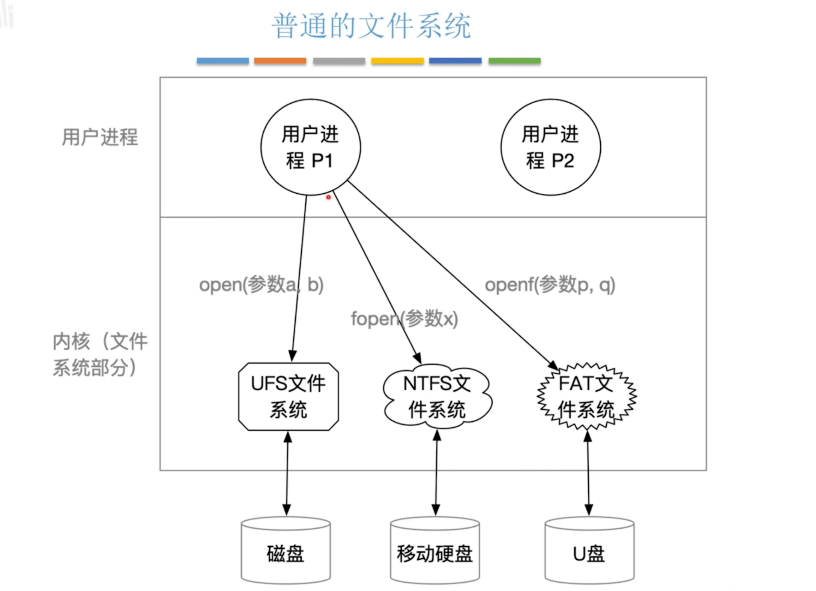 普通的文件系统
用户进程
用户进
程 P1
用户进
程 P2
open(参数a, b)
openf(参数p, q)
fopen(参数x)
内核（文件
系统部分）
UFS文件
系统
NTFS文
件系统
FAT文
件系统
磁盘
移动硬盘
U盘